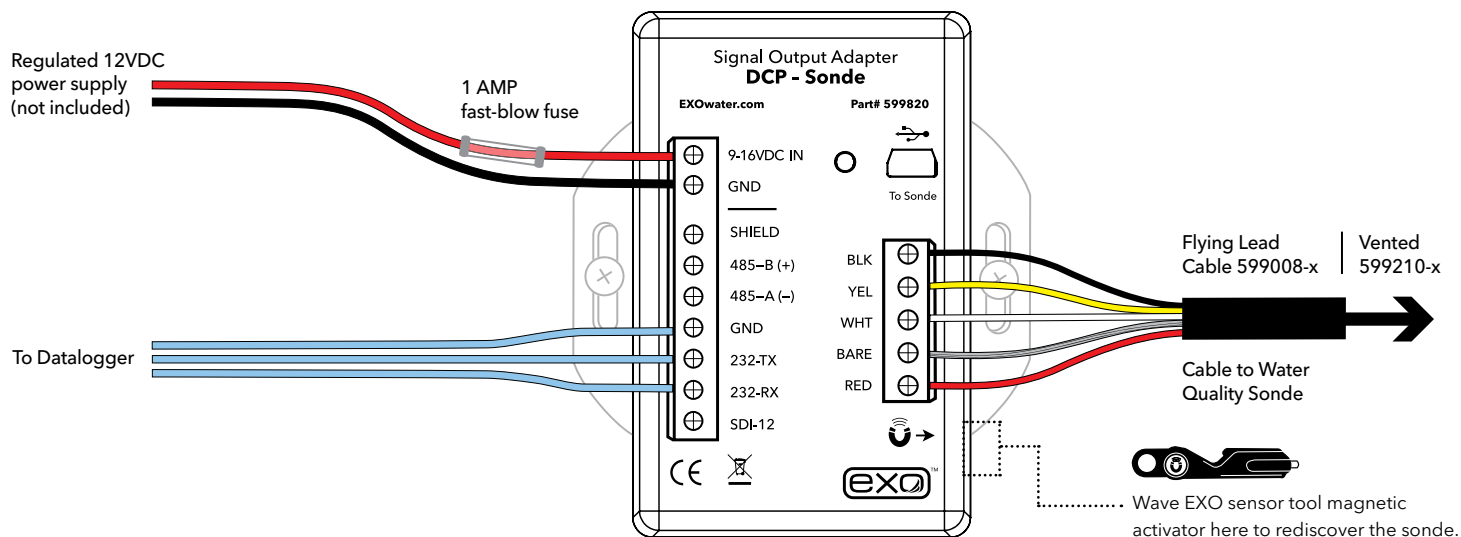 Regulated 12VDC
power supply
(not included)
1 AMP
fast-blow fuse
Signal Output Adapter
DCP - Sonde
EXOwater.com
Part# 599820
9-16VDC IN
GND
To Sonde
SHIELD
485–B (+)
485–A (–)
GND
232-TX
232-RX
SDI-12
To Datalogger
BLK
YEL
WHT
BARE
RED
CE
exo™
Flying Lead
Cable 599008-x
Vented
599210-x
Cable to Water
Quality Sonde
Wave EXO sensor tool magnetic
activator here to rediscover the sonde.